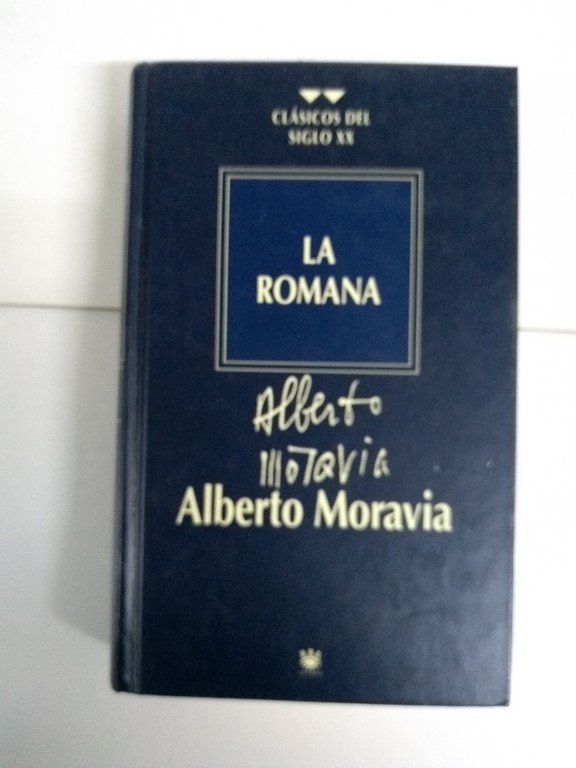 CLÁSICOS DEL
SIGLO XX
LA
ROMANA
Alberto
Moravia
Alberto Moravia